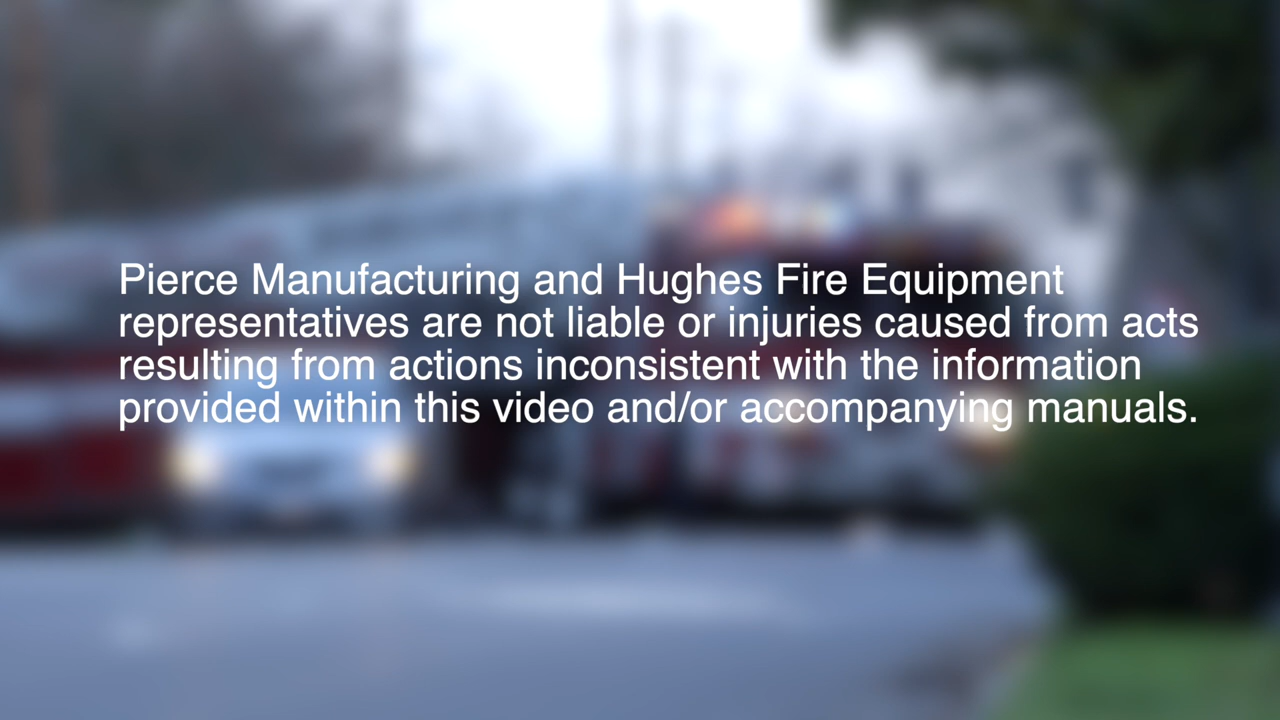 Pierce Manufacturing and Hughes Fire Equipment
representatives are not liable or injuries caused from acts
resulting from actions inconsistent with the information
provided within this video and/or accompanying manuals.